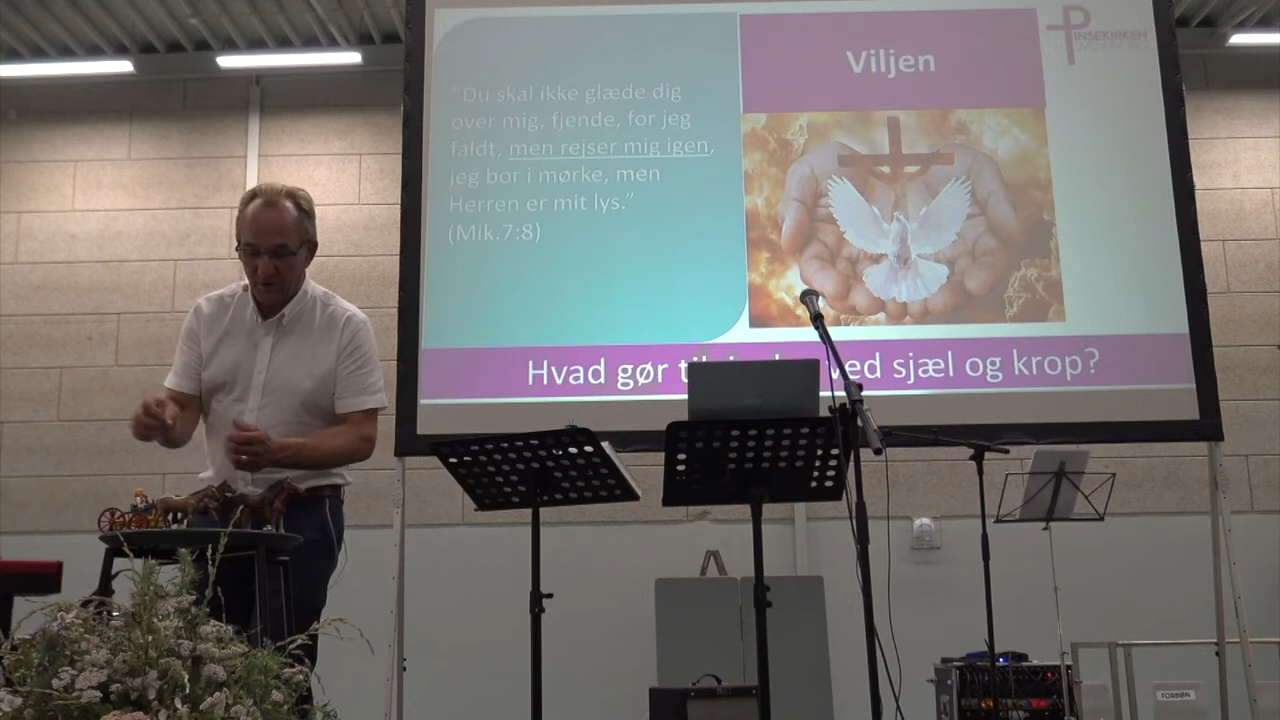 "Du skal ikke glæde dig
over mig, fjende, før jeg
faldt, men rejser mig igen,
jeg bor i mørke, men
Herren er mit lys."
(Mik.7:8)
Viljen
PINSEKIRKEN
Hvad gør ved sjæl og krop?
FORBØN